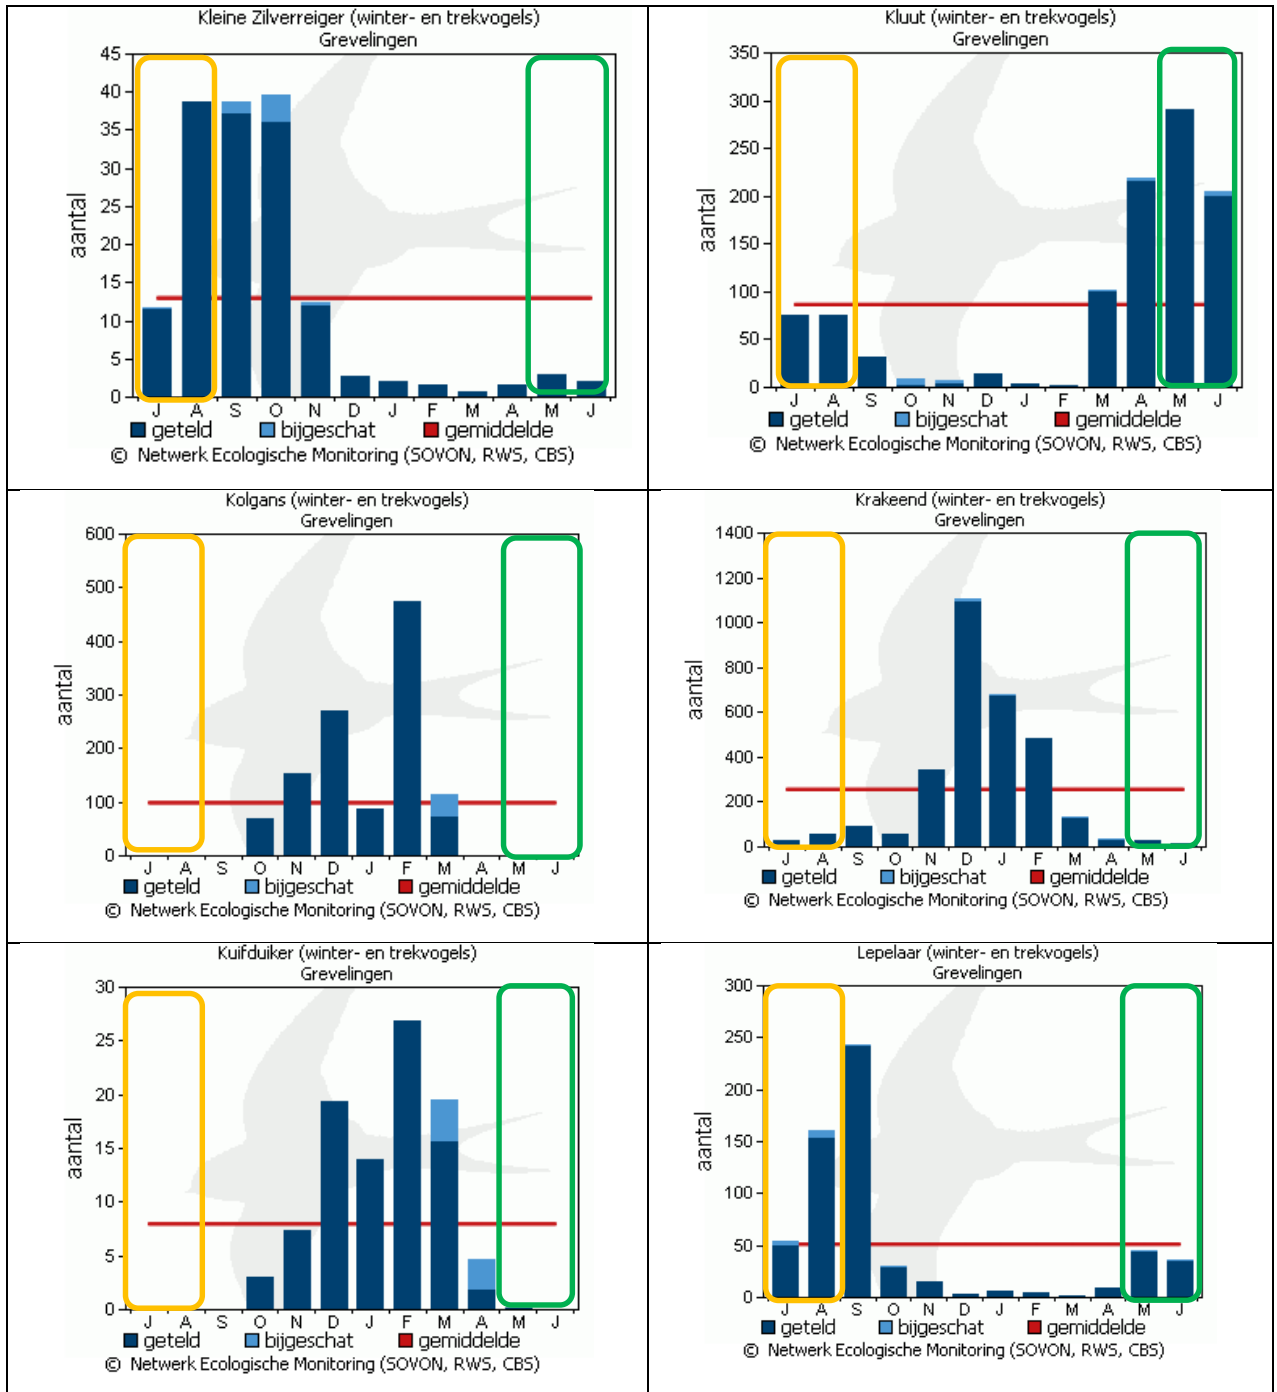 Kleine Zilverreiger (winter- en trekvogels)
Grevelingen
45
40
35
30
25
20
15
10
5
0
aantal
J A S O N D J F M A M J
geteld bijgeschat gemiddelde
© Netwerk Ecologische Monitoring (SOVON, RWS, CBS)
Kluut (winter- en trekvogels)
Grevelingen
350
300
250
200
150
100
50
0
aantal
J A S O N D J F M A M J
geteld bijgeschat gemiddelde
© Netwerk Ecologische Monitoring (SOVON, RWS, CBS)
Kolgans (winter- en trekvogels)
Grevelingen
600
500
400
300
200
100
0
aantal
J A S O N D J F M A M J
geteld bijgeschat gemiddelde
© Netwerk Ecologische Monitoring (SOVON, RWS, CBS)
Krakeend (winter- en trekvogels)
Grevelingen
1400
1200
1000
800
600
400
200
0
aantal
J A S O N D J F M A M J
geteld bijgeschat gemiddelde
© Netwerk Ecologische Monitoring (SOVON, RWS, CBS)
Kuifduiker (winter- en trekvogels)
Grevelingen
30
25
20
15
10
5
0
aantal
J A S O N D J F M A M J
geteld bijgeschat gemiddelde
© Netwerk Ecologische Monitoring (SOVON, RWS, CBS)
Lepelaar (winter- en trekvogels)
Grevelingen
300
250
200
150
100
50
0
aantal
J A S O N D J F M A M J
geteld bijgeschat gemiddelde
© Netwerk Ecologische Monitoring (SOVON, RWS, CBS)